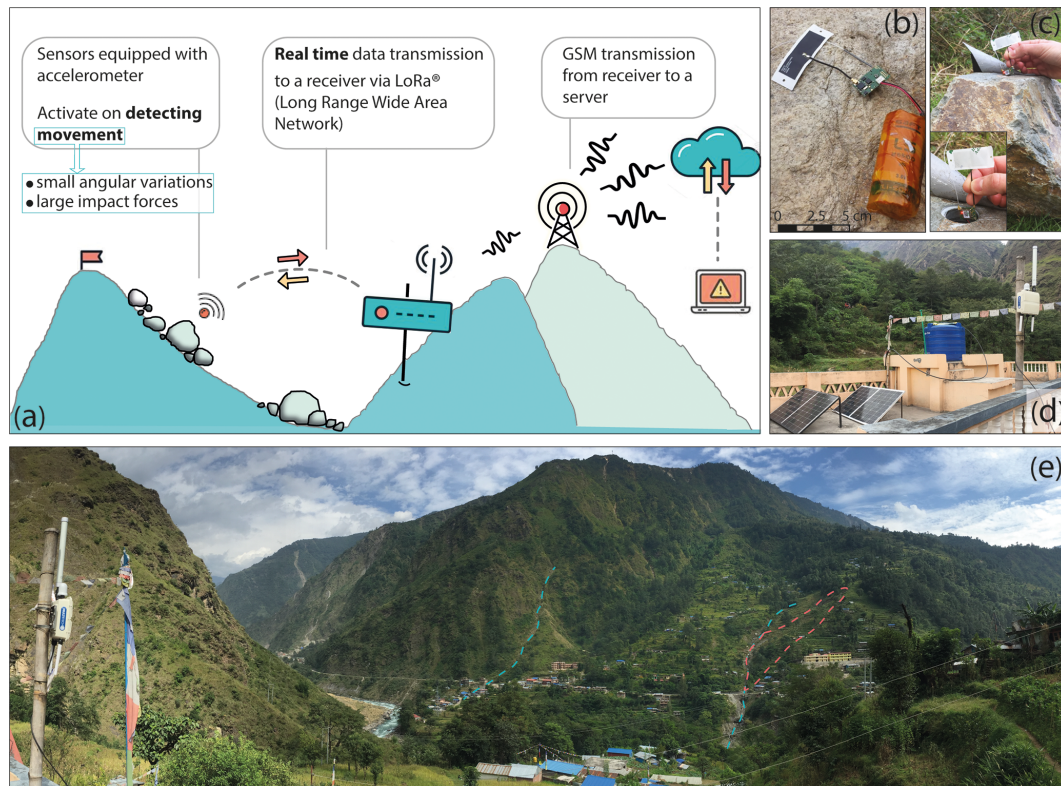 Sensors equipped with
accelerometer
Activate on detecting
movement
● small angular variations
● large impact forces
Real time data transmission
to a receiver via LoRa®
(Long Range Wide Area
Network)
GSM transmission
from receiver to a
server
(a)
(b)
0 2.5 5 cm
(c)
(d)
(e)